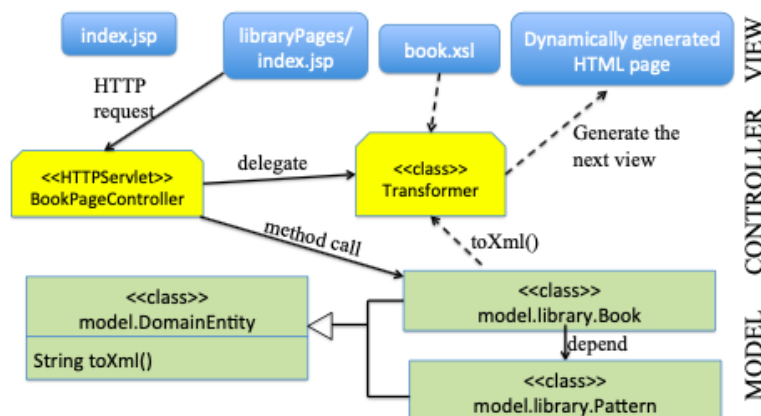 index.jsp
libraryPages/
index.jsp
book.xsl
Dynamically generated
HTML page
VIEW
HTTP
request
Generate the
next view
<<HTTPServlet>>
BookPageController
delegate
<<class>>
Transformer
CONTROLLER
method call
toXml()
<<class>>
model.DomainEntity
String toXml()
<<class>>
model.library.Book
depend
<<class>>
model.library.Pattern
MODEL